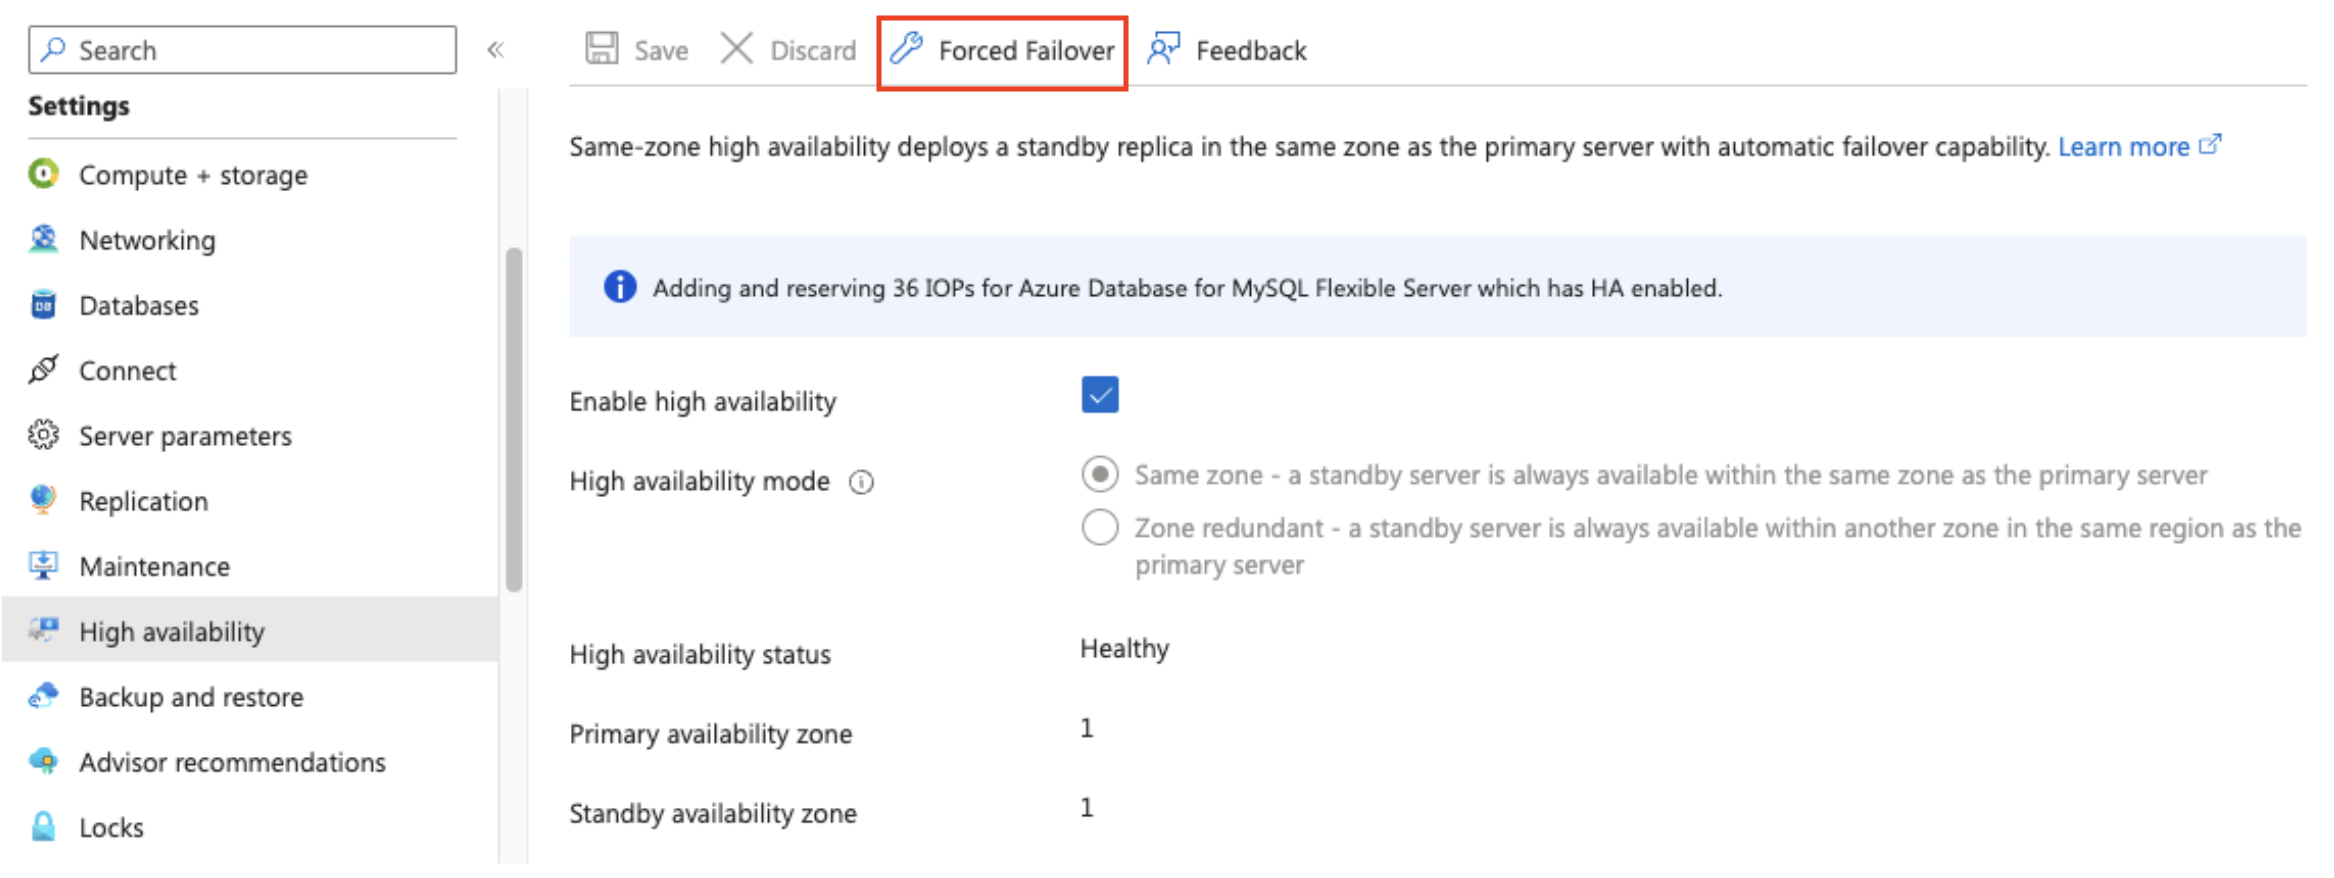 Search
«
Save
Discard
Forced Failover
Feedback
Settings
Compute + storage
Networking
Databases
Connect
Server parameters
Replication
Maintenance
High availability
Backup and restore
Advisor recommendations
Locks
Same-zone high availability deploys a standby replica in the same zone as the primary server with automatic failover capability. Learn more
Adding and reserving 36 IOPs for Azure Database for MySQL Flexible Server which has HA enabled.
Enable high availability
High availability mode
Same zone - a standby server is always available within the same zone as the primary server
Zone redundant - a standby server is always available within another zone in the same region as the
primary server
High availability status
Healthy
Primary availability zone
1
Standby availability zone
1